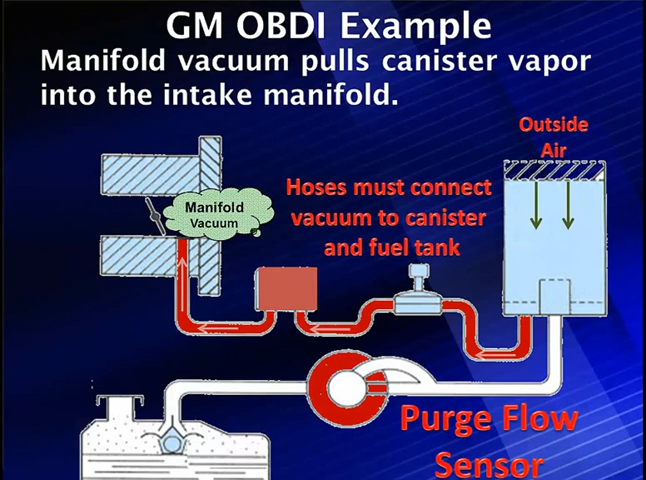 GM OBDI Example
Manifold vacuum pulls canister vapor
into the intake manifold.
Outside
Air
Hoses must connect
vacuum to canister
and fuel tank
Manifold
Vacuum
Purge Flow
Sensor